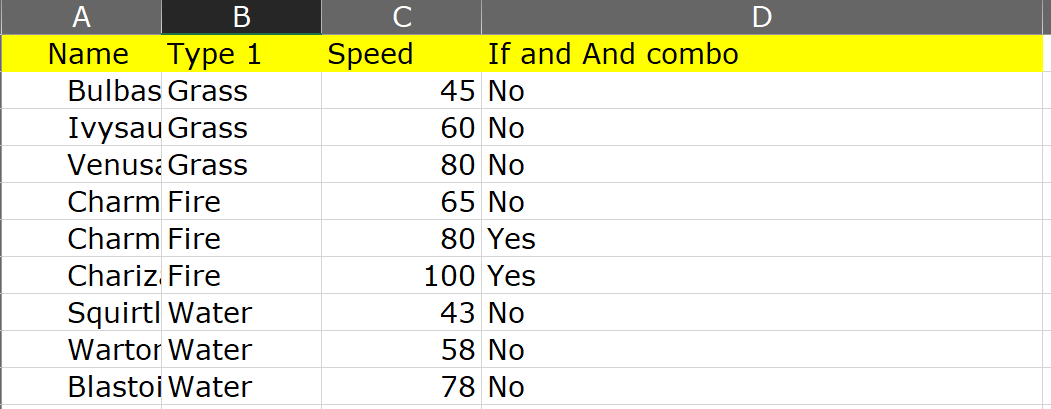 A B C D
Name Type 1 Speed If and And combo
Bulbas Grass 45 No
Ivysau Grass 60 No
Venusa Grass 80 No
Charm Fire 65 No
Charm Fire 80 Yes
Chariza Fire 100 Yes
Squirtl Water 43 No
Wartor Water 58 No
Blastoi Water 78 No